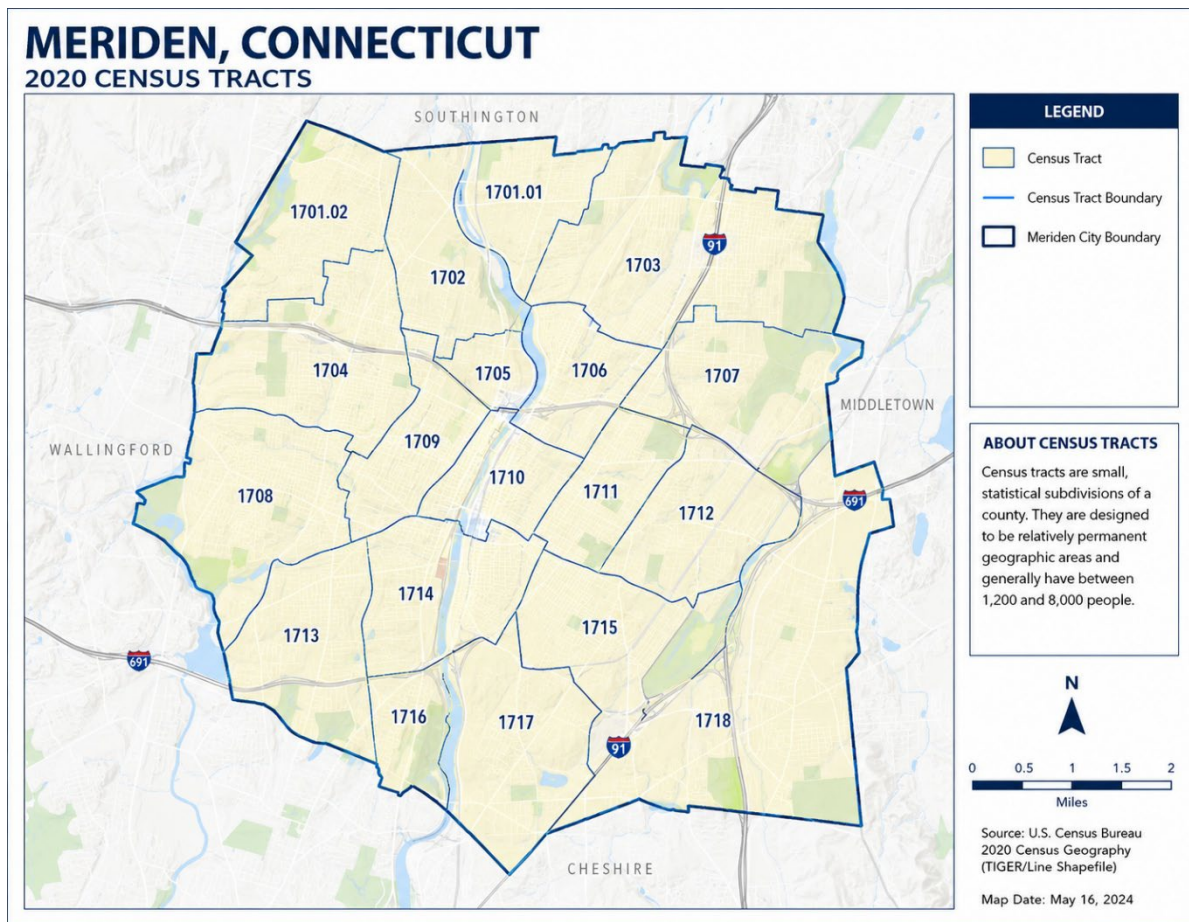 MERIDEN, CONNECTICUT
2020 CENSUS TRACTS
SOUTHINGTON
1701.02
1701.01
1702
1703
91
1704
1705
1706
1707
MIDDLETOWN
WALLINGFORD
1709
1708
1710
1711
1712
691
1714
1713
1715
691
1716
1717
1718
91
CHESHIRE
LEGEND
Census Tract
Census Tract Boundary
Meriden City Boundary
ABOUT CENSUS TRACTS
Census tracts are small,
statistical subdivisions of a
county. They are designed
to be relatively permanent
geographic areas and
generally have between
1,200 and 8,000 people.
N
0 0.5 1 1.5 2
Miles
Source: U.S. Census Bureau
2020 Census Geography
(TIGER/Line Shapefile)
Map Date: May 16, 2024